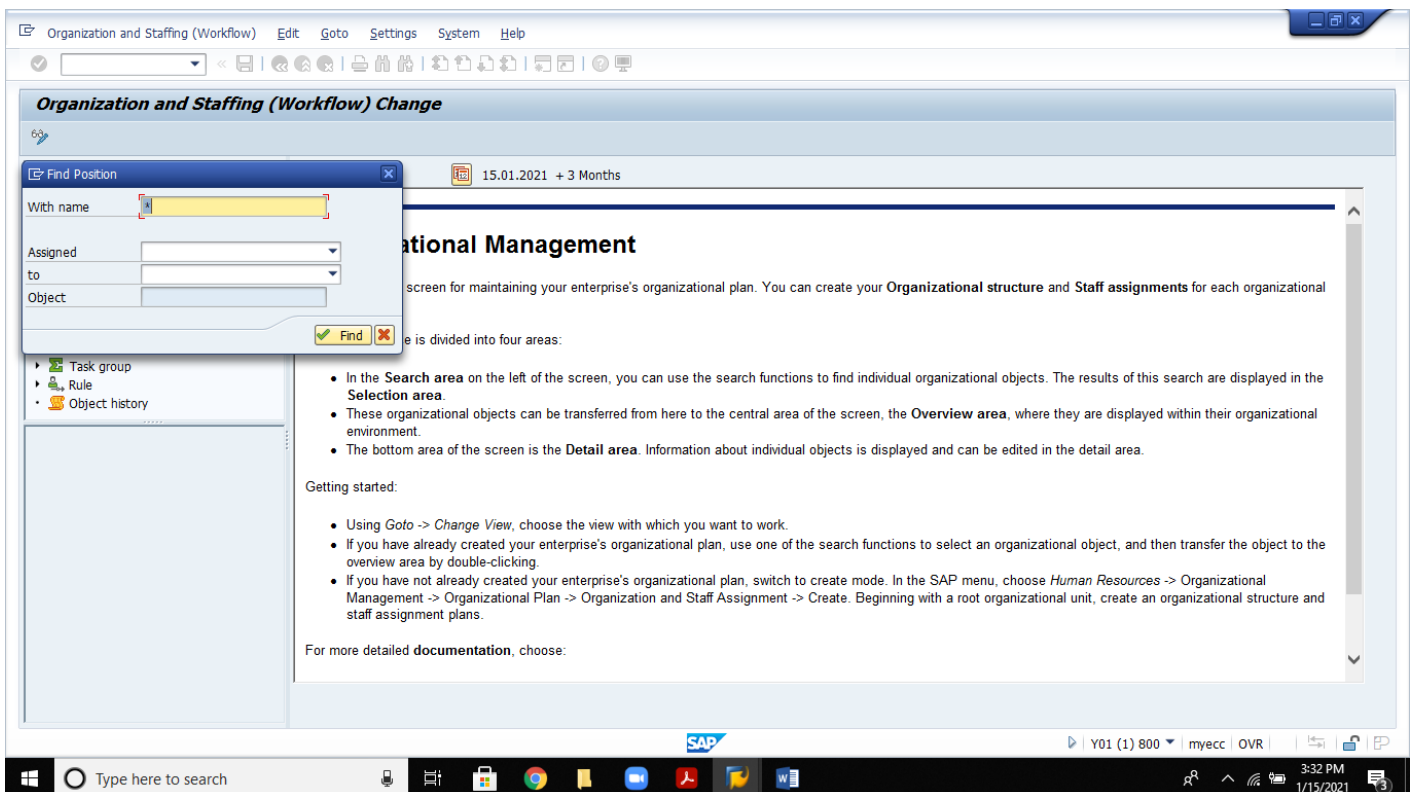 Organization and Staffing (Workflow) Edit Goto Settings System Help
Organization and Staffing (Workflow) Change
Find Position
15.01.2021 + 3 Months
With name *
Assigned
to
Object
Find
Task group
Rule
Object history
ational Management
screen for maintaining your enterprise's organizational plan. You can create your Organizational structure and Staff assignments for each organizational
e is divided into four areas:
• In the Search area on the left of the screen, you can use the search functions to find individual organizational objects. The results of this search are displayed in the
Selection area.
• These organizational objects can be transferred from here to the central area of the screen, the Overview area, where they are displayed within their organizational
environment.
• The bottom area of the screen is the Detail area. Information about individual objects is displayed and can be edited in the detail area.
Getting started:
• Using Goto -> Change View, choose the view with which you want to work.
• If you have already created your enterprise's organizational plan, use one of the search functions to select an organizational object, and then transfer the object to the
overview area by double-clicking.
• If you have not already created your enterprise's organizational plan, switch to create mode. In the SAP menu, choose Human Resources -> Organizational
Management -> Organizational Plan -> Organization and Staff Assignment -> Create. Beginning with a root organizational unit, create an organizational structure and
staff assignment plans.
For more detailed documentation, choose:
SAP
Y01 (1) 800 myecc OVR
Type here to search
3:32 PM
1/15/2021
3